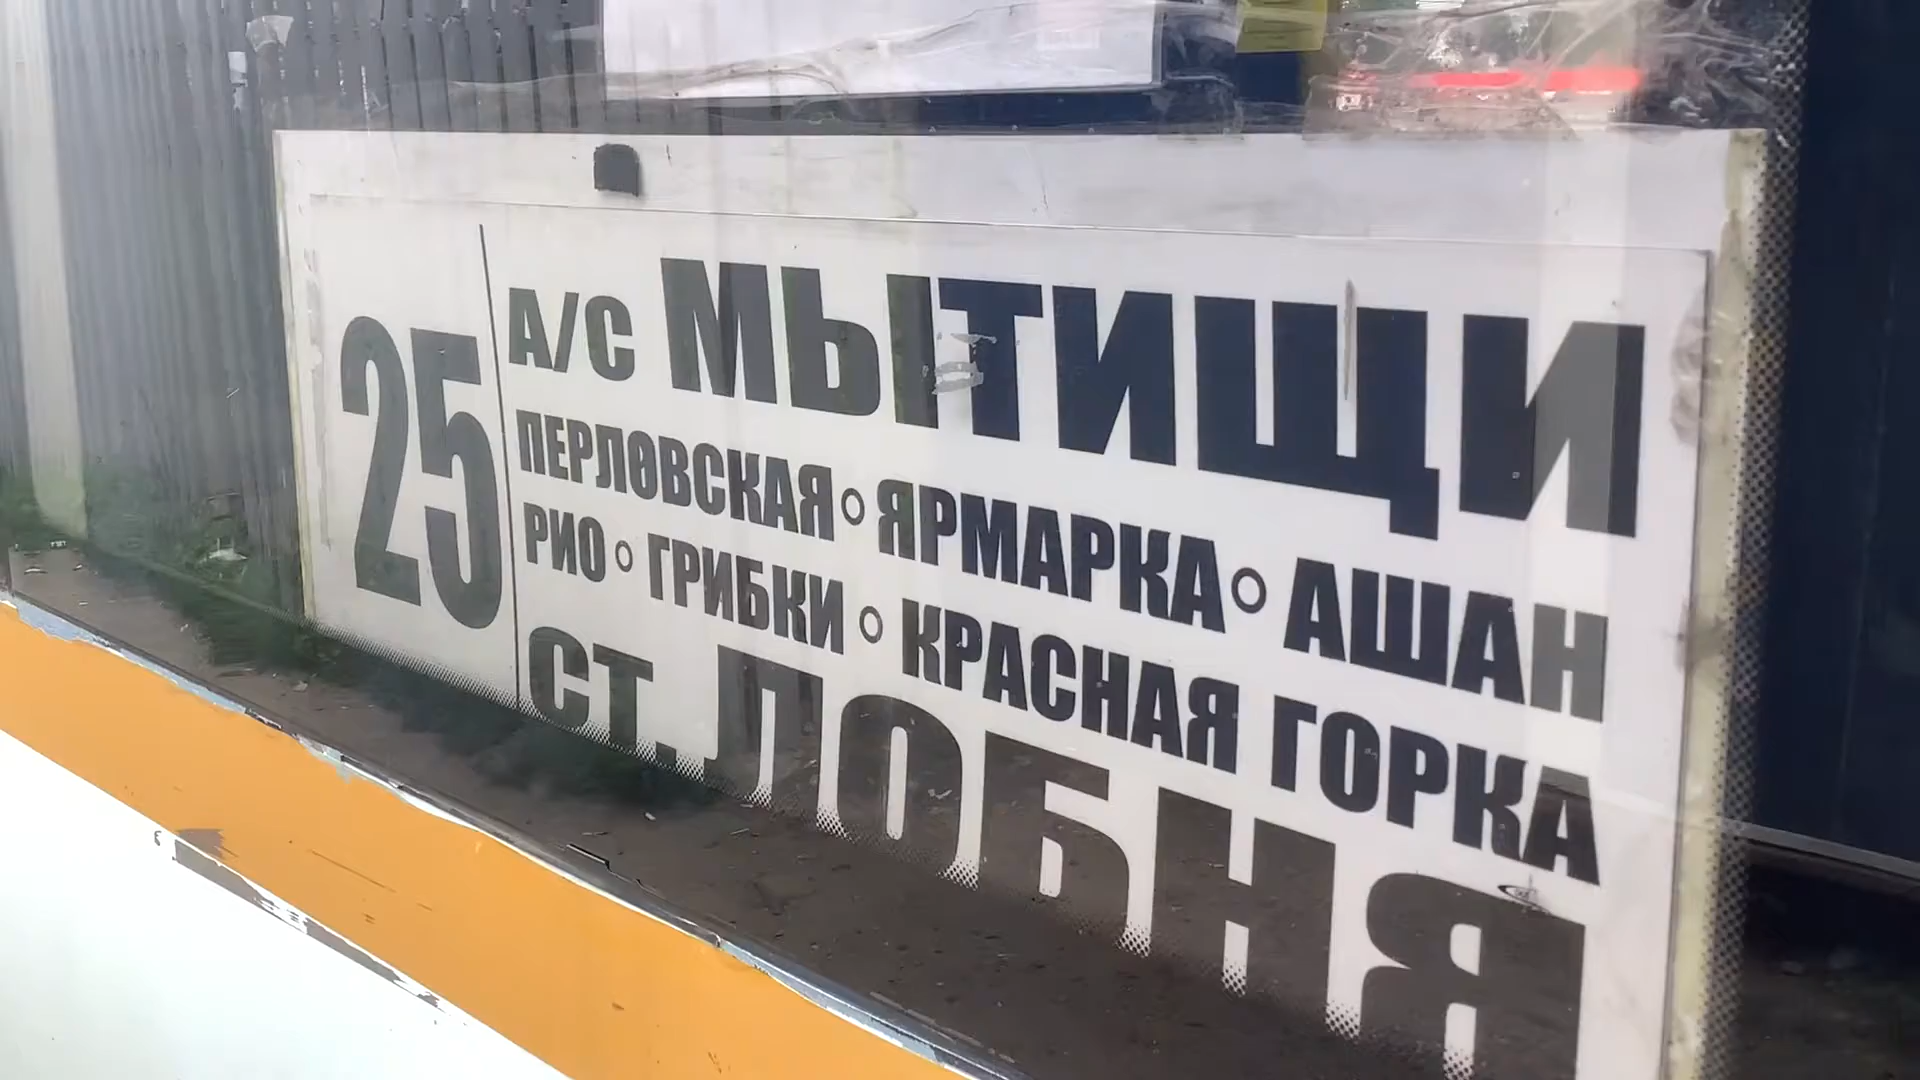 25
А/С МЫТИЩИ
ПЕРЛОВСКАЯ ○ ЯРМАРКА ○ АШАН
РИО ○ ГРИБКИ ○ КРАСНАЯ ГОРКА
СТ. ЛОБНЯ